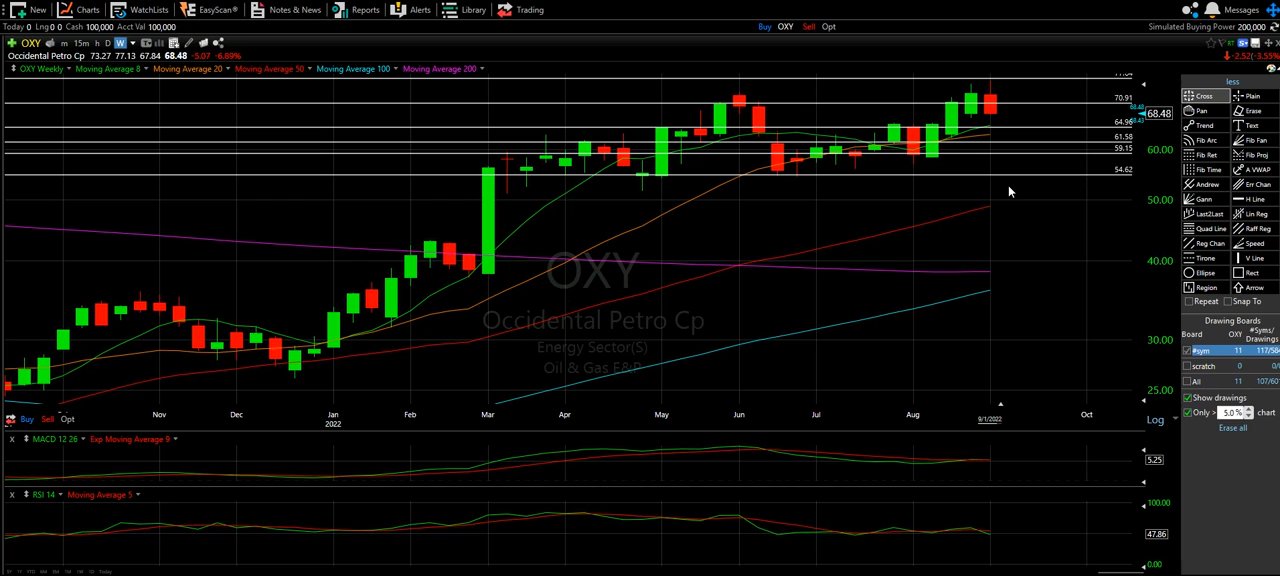 New Charts WatchLists EasyScan® Notes & News Reports Alerts Library Trading Messages
Today 0 Lng 0 0 Cash 100,000 Acct Val 100,000 Buy OXY Sell Opt Simulated Buying Power 200,000
OXY m 15m h D W
Occidental Petro Cp 73.27 77.13 67.84 68.48 -5.07 -6.89% -2.52(-3.55%)
OXY Weekly Moving Average 8 Moving Average 20 Moving Average 50 Moving Average 100 Moving Average 200
less
Cross Plain
Pan Erase
Trend Text
Fib Arc Fib Fan
Fib Ret Fib Proj
Fib Time A VWAP
Andrew Err Chan
Gann H Line
Last2Last Lin Reg
Quad Line Raff Reg
Reg Chan Speed
Tirone V Line
Ellipse Rect
Region Arrow
Repeat Snap To
Drawing Boards
Board OXY #Syms/
Drawings
#sym 11
scratch 0
All 11
Show drawings
Only > 5.0 % chart
Erase all
70.91
68.48
64.96
61.58
59.15
54.62
60.00
50.00
40.00
30.00
25.00
OXY
Occidental Petro Cp
Energy Sector(S)
Oil & Gas E&P
Nov Dec Jan Feb Mar Apr May Jun Jul Aug 9/1/2022 Oct
2022
Buy Sell Opt Log
X MACD 12 26 Exp Moving Average 9
5.25
X RSI 14 Moving Average 5
100.00
47.86
0.00